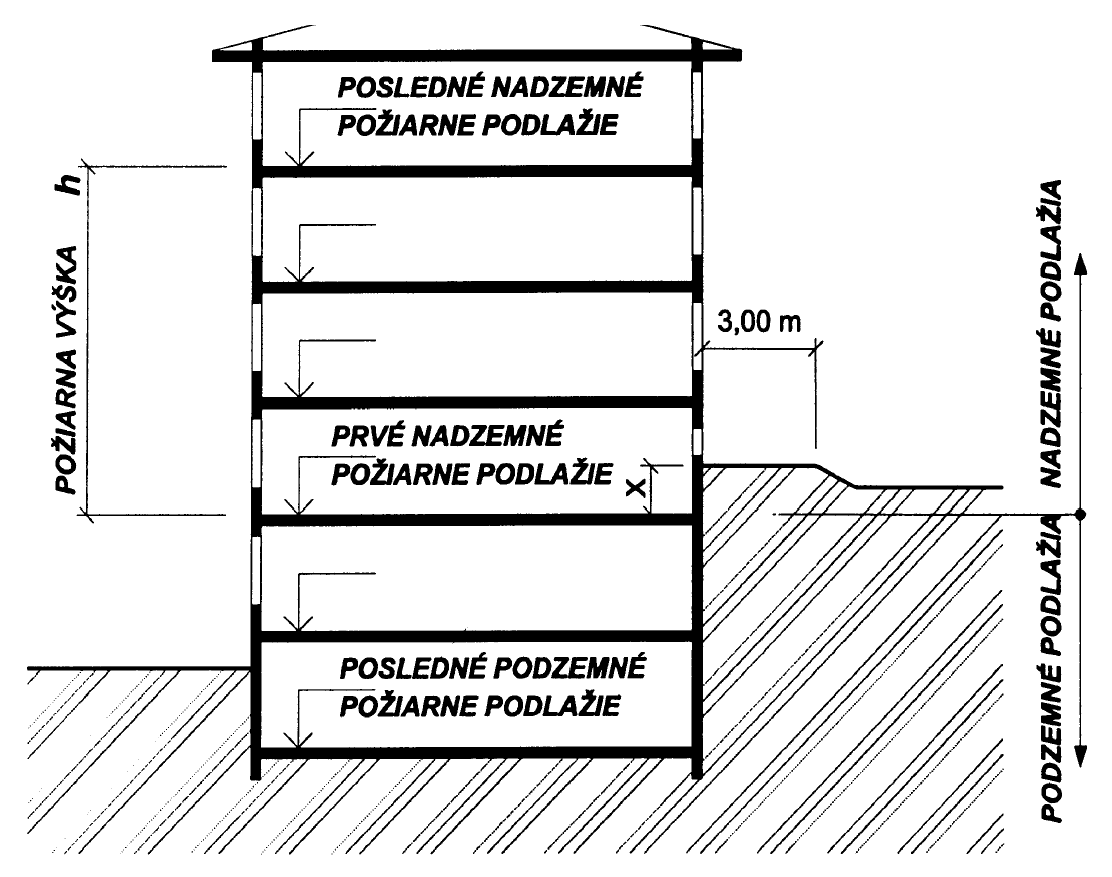 POSLEDNÉ NADZEMNÉ
POŽIARNE PODLAŽIE
POŽIARNA VÝŠKA h
3,00 m
PRVÉ NADZEMNÉ
POŽIARNE PODLAŽIE
X
POSLEDNÉ PODZEMNÉ
POŽIARNE PODLAŽIE
NADZEMNÉ PODLAŽIA
PODZEMNÉ PODLAŽIA